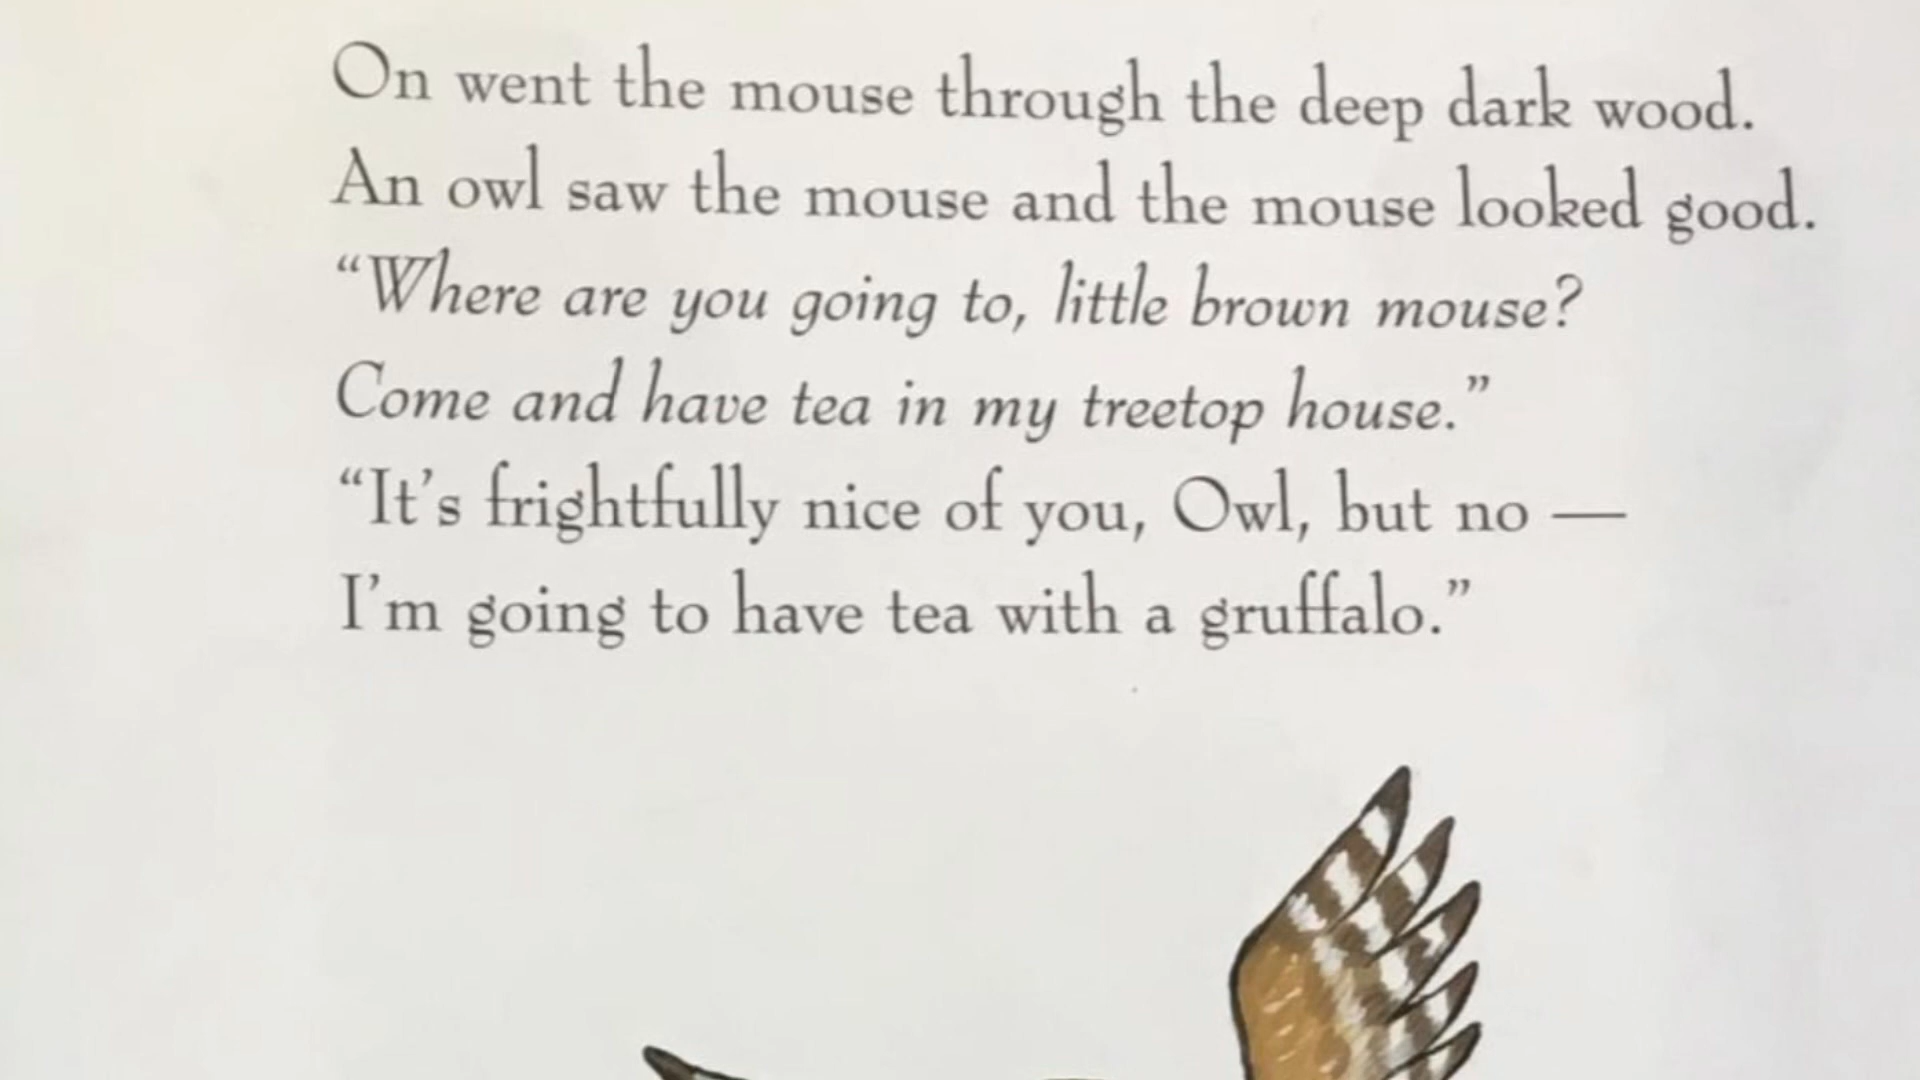 On went the mouse through the deep dark wood.
An owl saw the mouse and the mouse looked good.
“Where are you going to, little brown mouse?
Come and have tea in my treetop house.”
“It’s frightfully nice of you, Owl, but no —
I’m going to have tea with a gruffalo.”